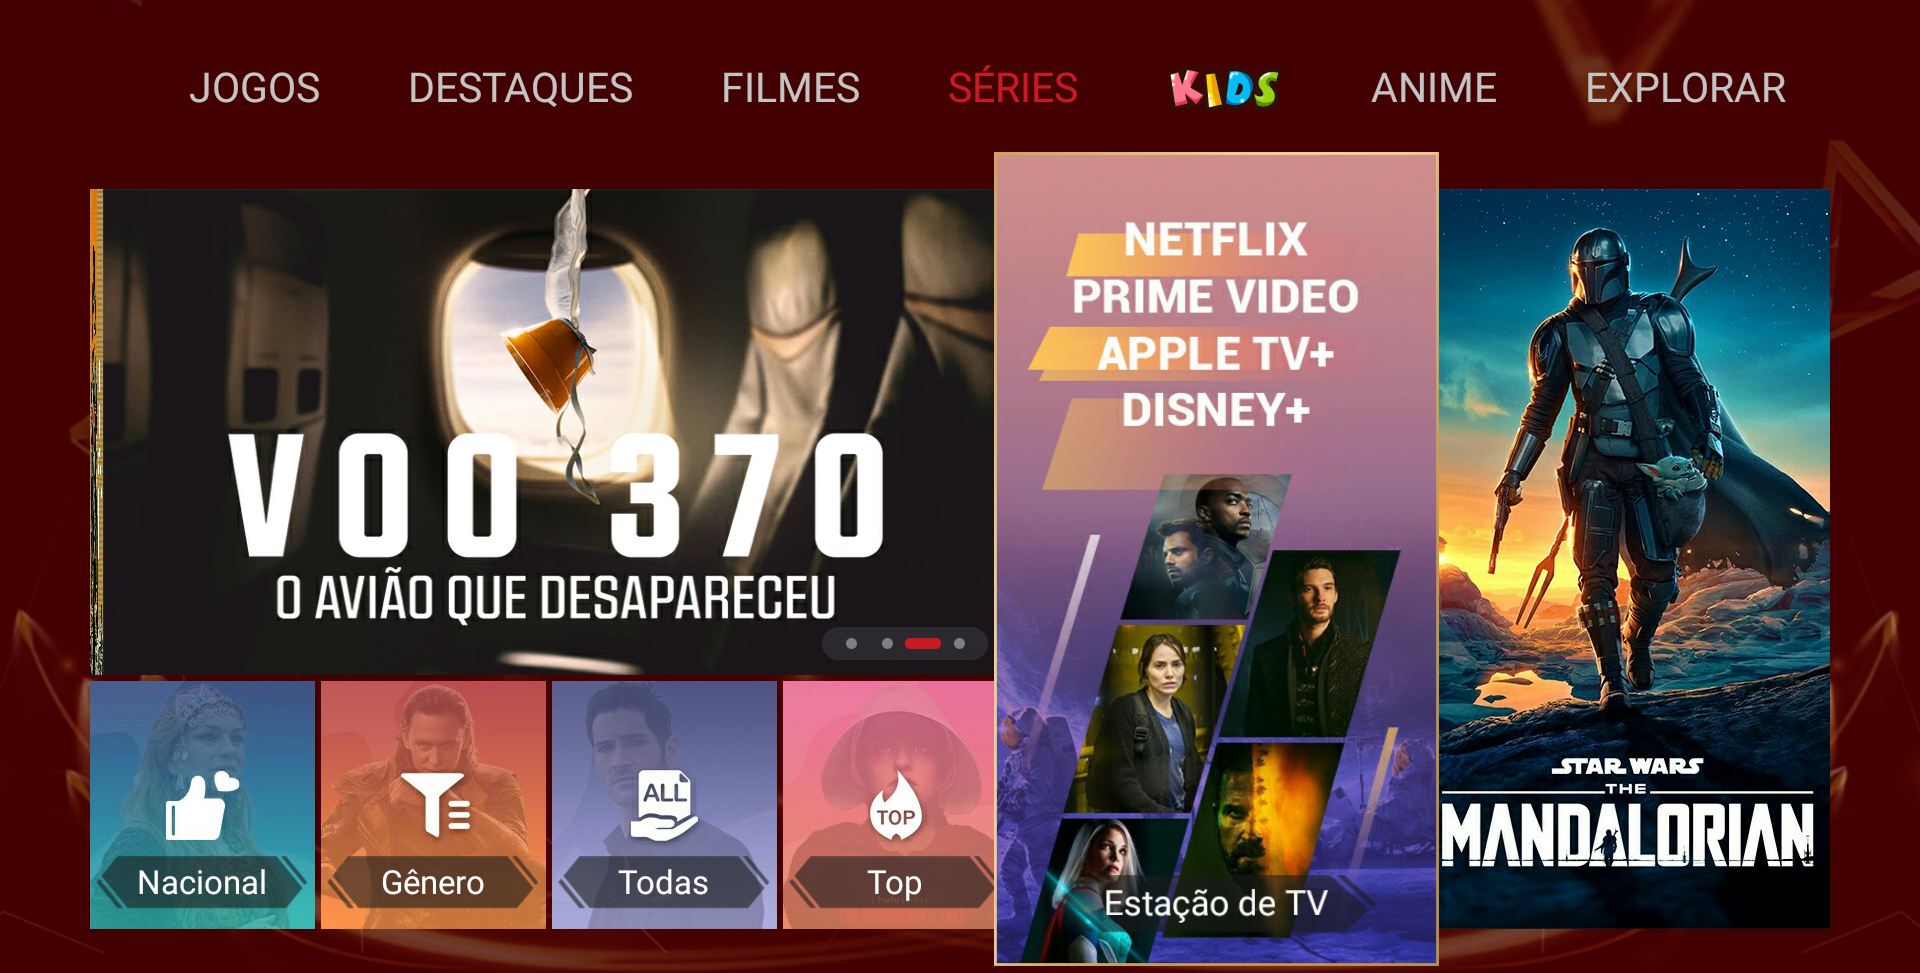 JOGOS
DESTAQUES
FILMES
SÉRIES
KIDS
ANIME
EXPLORAR
VOO 370
O AVIÃO QUE DESAPARECEU
NETFLIX
PRIME VIDEO
APPLE TV+
DISNEY+
Estação de TV
STAR WARS
THE
MANDALORIAN
Nacional
Gênero
ALL
Todas
TOP
Top